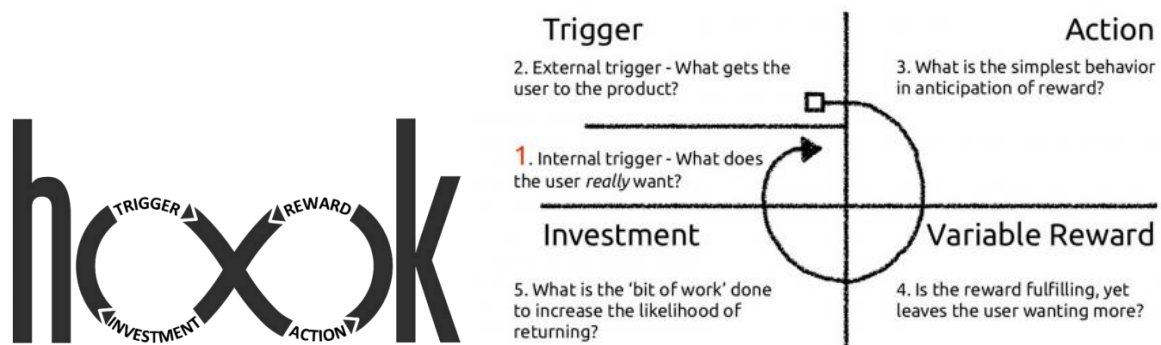 hook
TRIGGER
REWARD
INVESTMENT
ACTION
Trigger
2. External trigger - What gets the
user to the product?
1. Internal trigger - What does
the user really want?
Action
3. What is the simplest behavior
in anticipation of reward?
Investment
5. What is the ‘bit of work’ done
to increase the likelihood of
returning?
Variable Reward
4. Is the reward fulfilling, yet
leaves the user wanting more?